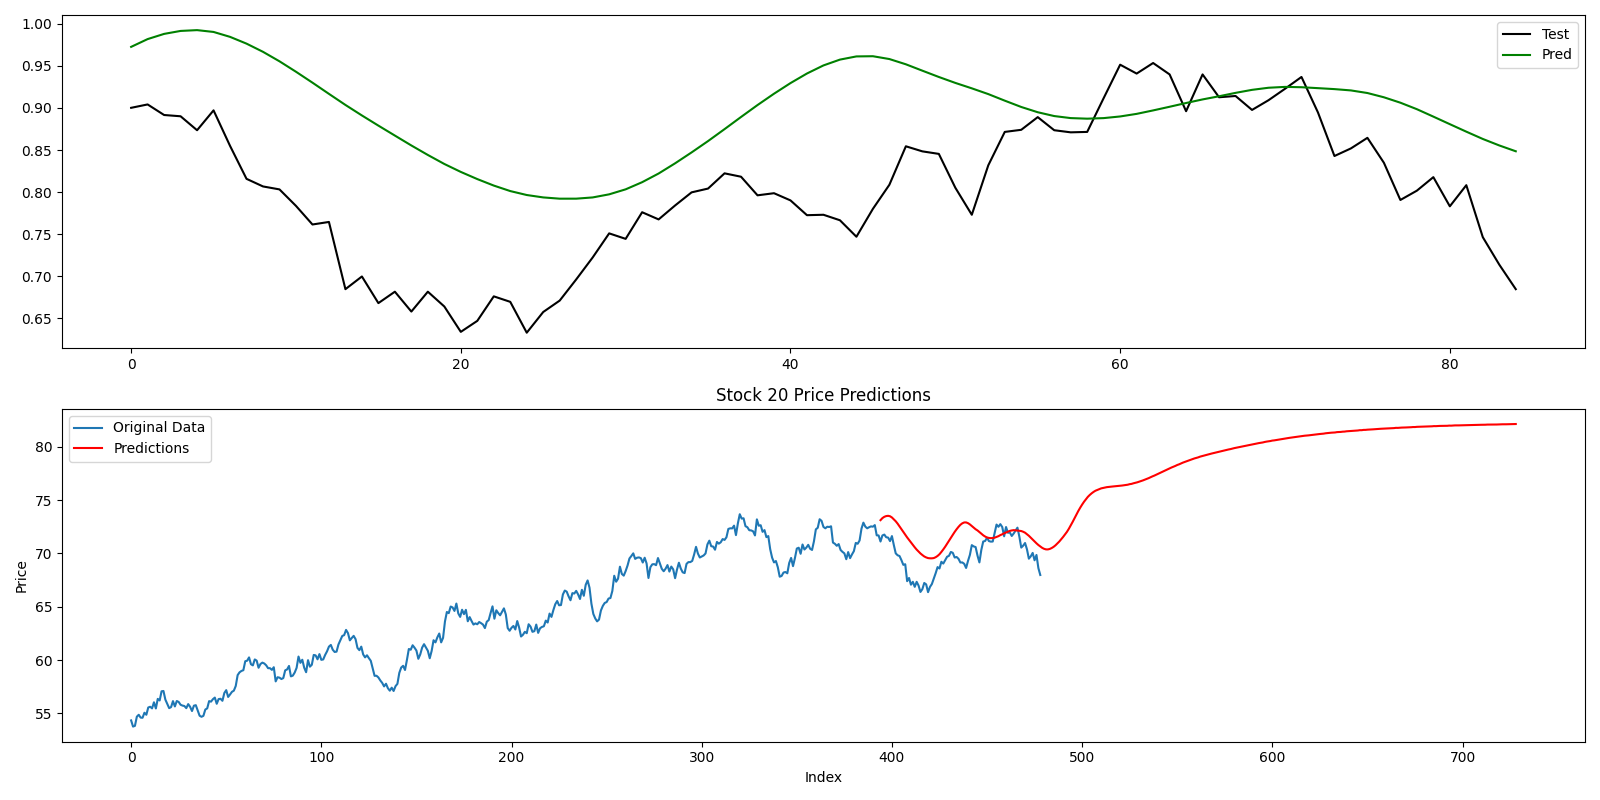 1.00
0.95
0.90
0.85
0.80
0.75
0.70
0.65
Test
Pred
0 20 40 60 80
Stock 20 Price Predictions
Original Data
Predictions
Price
80
75
70
65
60
55
0 100 200 300 400 500 600 700
Index